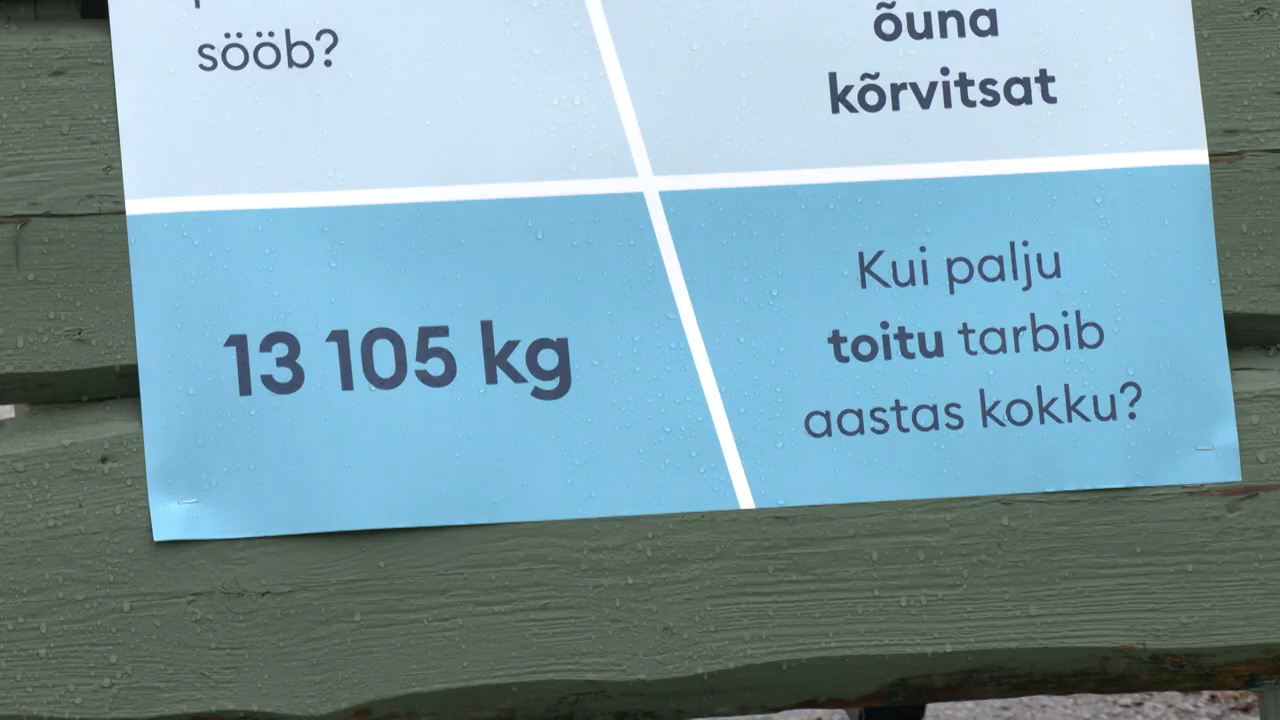 sööb?
õuna
kõrvitsat
13 105 kg
Kui palju
toitu tarbib
aastas kokku?